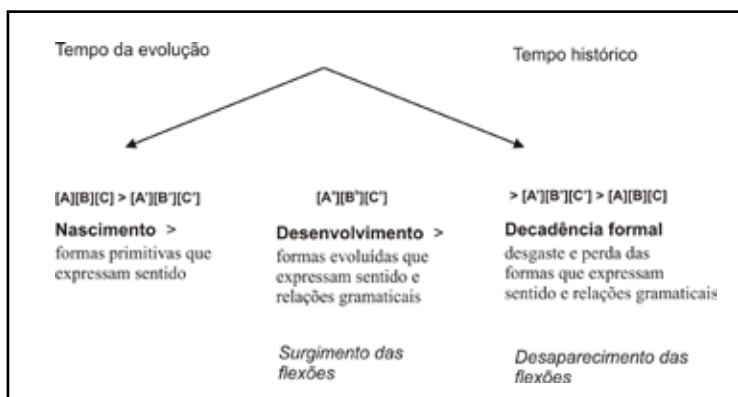 Tempo da evolução
Tempo histórico
[A][B][C] > [A'][B'][C']
Nascimento >
formas primitivas que
expressam sentido
[A''][B''][C'']
Desenvolvimento >
formas evoluídas que
expressam sentido e
relações gramaticais
Surgimento das
flexões
> [A'][B'][C'] > [A][B][C]
Decadência formal
desgaste e perda das
formas que expressam
sentido e relações gramaticais
Desaparecimento das
flexões